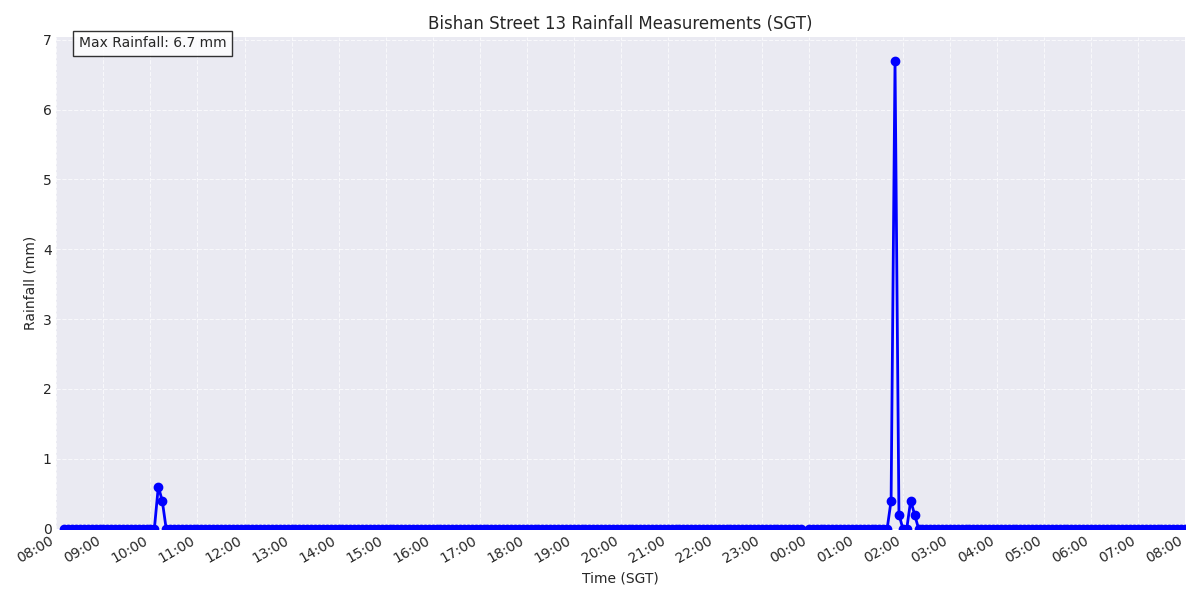 Bishan Street 13 Rainfall Measurements (SGT)
Max Rainfall: 6.7 mm
7
6
5
4
3
2
1
0
Rainfall (mm)
08:00 09:00 10:00 11:00 12:00 13:00 14:00 15:00 16:00 17:00 18:00 19:00 20:00 21:00 22:00 23:00 00:00 01:00 02:00 03:00 04:00 05:00 06:00 07:00 08:00
Time (SGT)